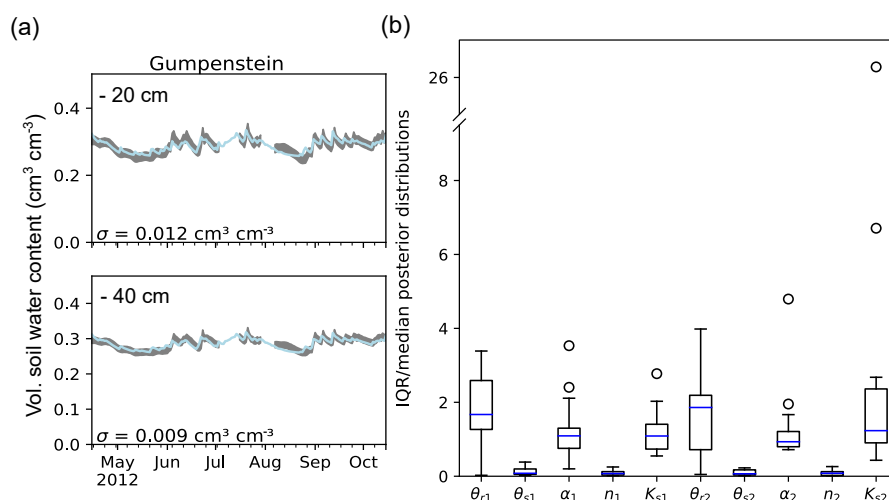 (a)
(b)
Gumpenstein
- 20 cm
0.4
0.2
0.0
σ = 0.012 cm³ cm⁻³
- 40 cm
0.4
0.3
0.2
0.1
0.0
σ = 0.009 cm³ cm⁻³
May Jun Jul Aug Sep Oct
2012
Vol. soil water content (cm³ cm⁻³)
IQR/median posterior distributions
26
8
6
4
2
0
θr1 θs1 α1 n1 Ks1 θr2 θs2 α2 n2 Ks2